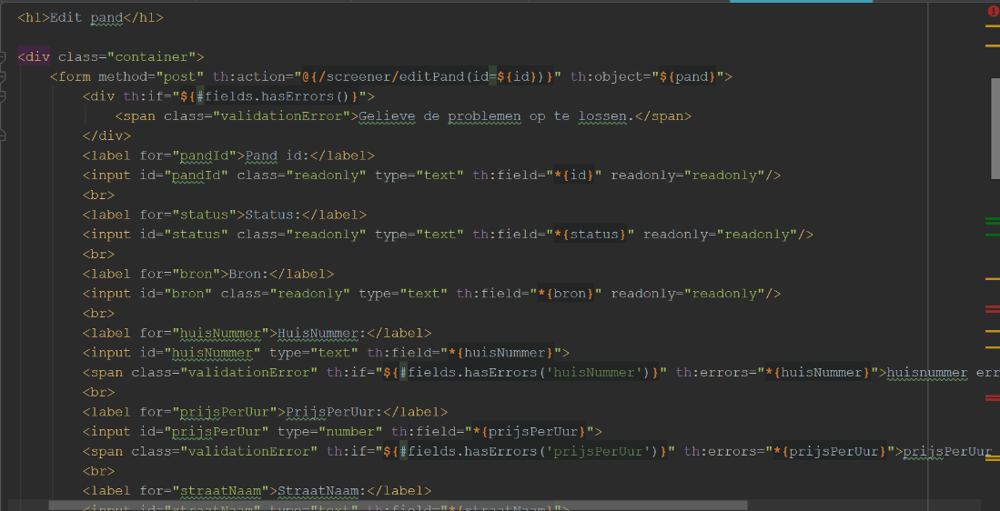 <h1>Edit pand</h1>
<div class="container">
<form method="post" th:action="@{/screener/editPand(id=${id})}" th:object="${pand}">
<div th:if="${#fields.hasErrors()}">
<span class="validationError">Gelieve de problemen op te lossen.</span>
</div>
<label for="pandId">Pand id:</label>
<input id="pandId" class="readonly" type="text" th:field="*{id}" readonly="readonly"/>
<br>
<label for="status">Status:</label>
<input id="status" class="readonly" type="text" th:field="*{status}" readonly="readonly"/>
<br>
<label for="bron">Bron:</label>
<input id="bron" class="readonly" type="text" th:field="*{bron}" readonly="readonly"/>
<br>
<label for="huisNummer">HuisNummer:</label>
<input id="huisNummer" type="text" th:field="*{huisNummer}">
<span class="validationError" th:if="${#fields.hasErrors('huisNummer')}" th:errors="*{huisNummer}">huisnummer err
<br>
<label for="prijsPerUur">PrijsPerUur:</label>
<input id="prijsPerUur" type="number" th:field="*{prijsPerUur}">
<span class="validationError" th:if="${#fields.hasErrors('prijsPerUur')}" th:errors="*{prijsPerUur}">prijsPerUur
<br>
<label for="straatNaam">StraatNaam:</label>
<input id="straatNaam" type="text" th:field="*{straatNaam}">